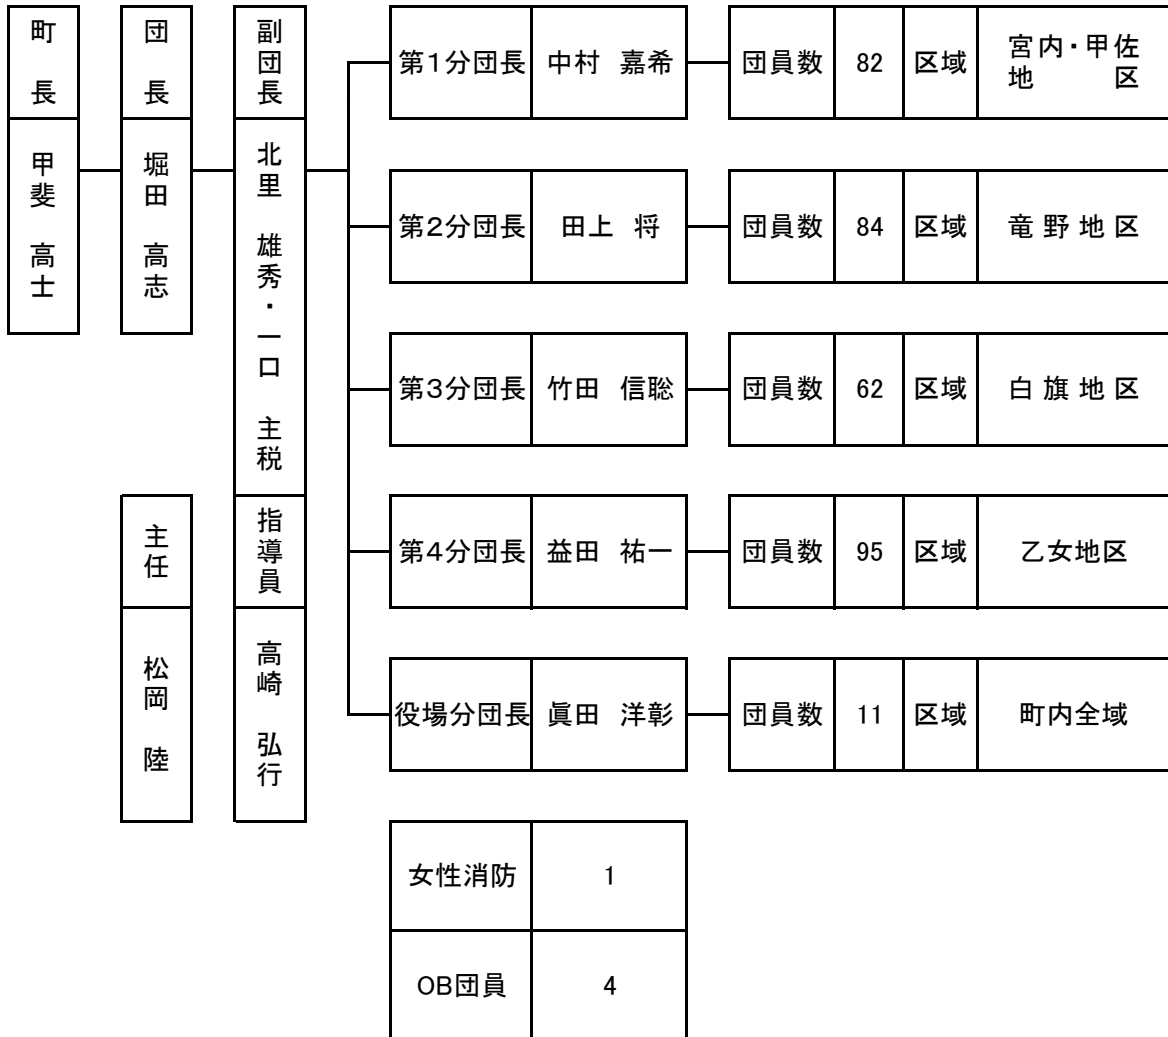 町長
甲斐 高士
団長
堀田 高志
副団長
北里 雄秀・一口 主税
指導員
高崎 弘行
主任
松岡 陸
第1分団長 中村 嘉希 団員数 82 区域 宮内・甲佐
地区
第2分団長 田上 将 団員数 84 区域 竜野地区
第3分団長 竹田 信聡 団員数 62 区域 白旗地区
第4分団長 益田 祐一 団員数 95 区域 乙女地区
役場分団長 眞田 洋彰 団員数 11 区域 町内全域
女性消防 1
OB団員 4